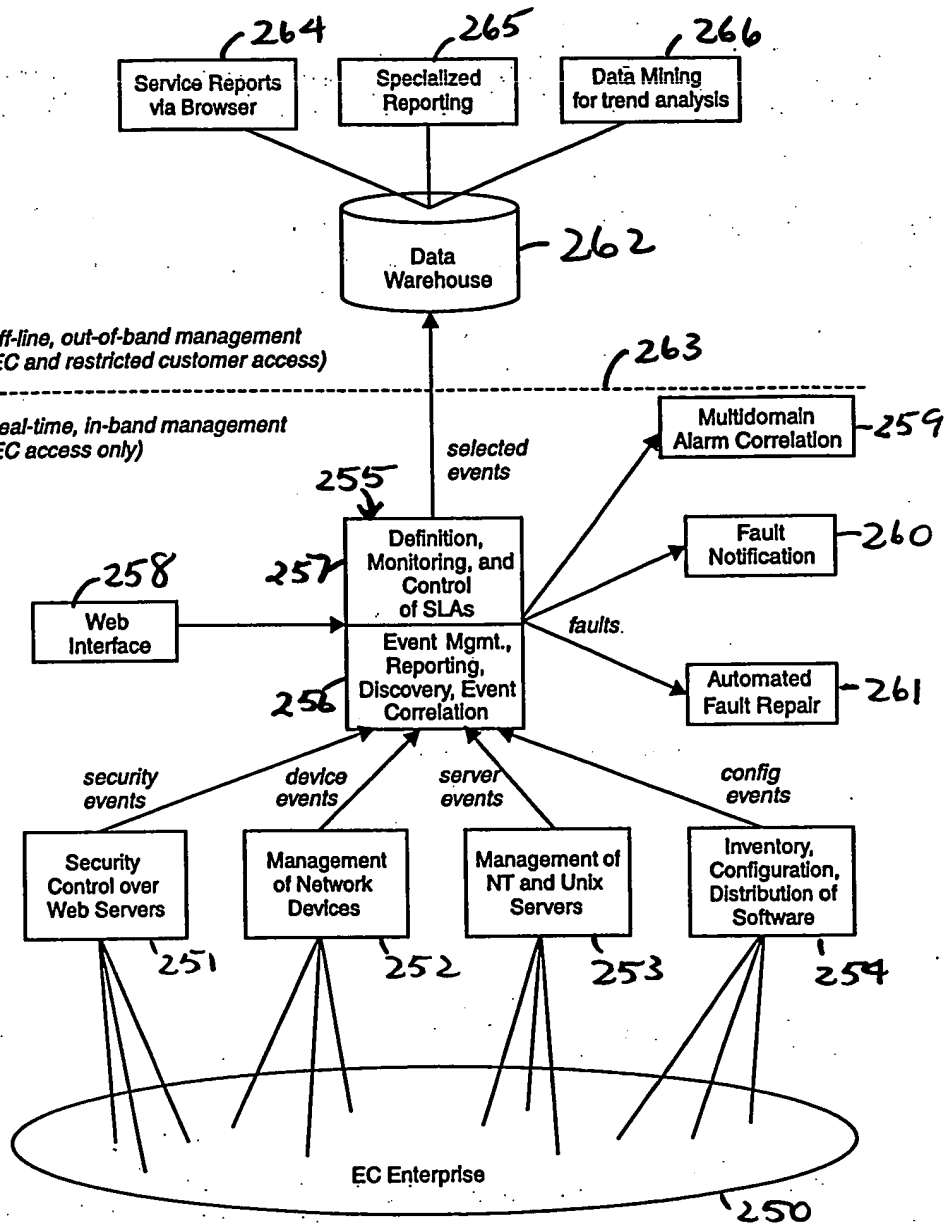 264
265
266
Service Reports
via Browser
Specialized
Reporting
Data Mining
for trend analysis
Data
Warehouse
262
ff-line, out-of-band management
EC and restricted customer access)
263
eal-time, in-band management
EC access only)
selected
events
Multidomain
Alarm Correlation
259
255
257
Definition,
Monitoring, and
Control
of SLAs
Fault
Notification
260
258
Web
Interface
faults.
256
Event Mgmt.,
Reporting,
Discovery, Event
Correlation
Automated
Fault Repair
261
security
events
device
events
server
events
config
events
Security
Control over
Web Servers
Management
of Network
Devices
Management of
NT and Unix
Servers
Inventory,
Configuration,
Distribution of
Software
251
252
253
254
EC Enterprise
250